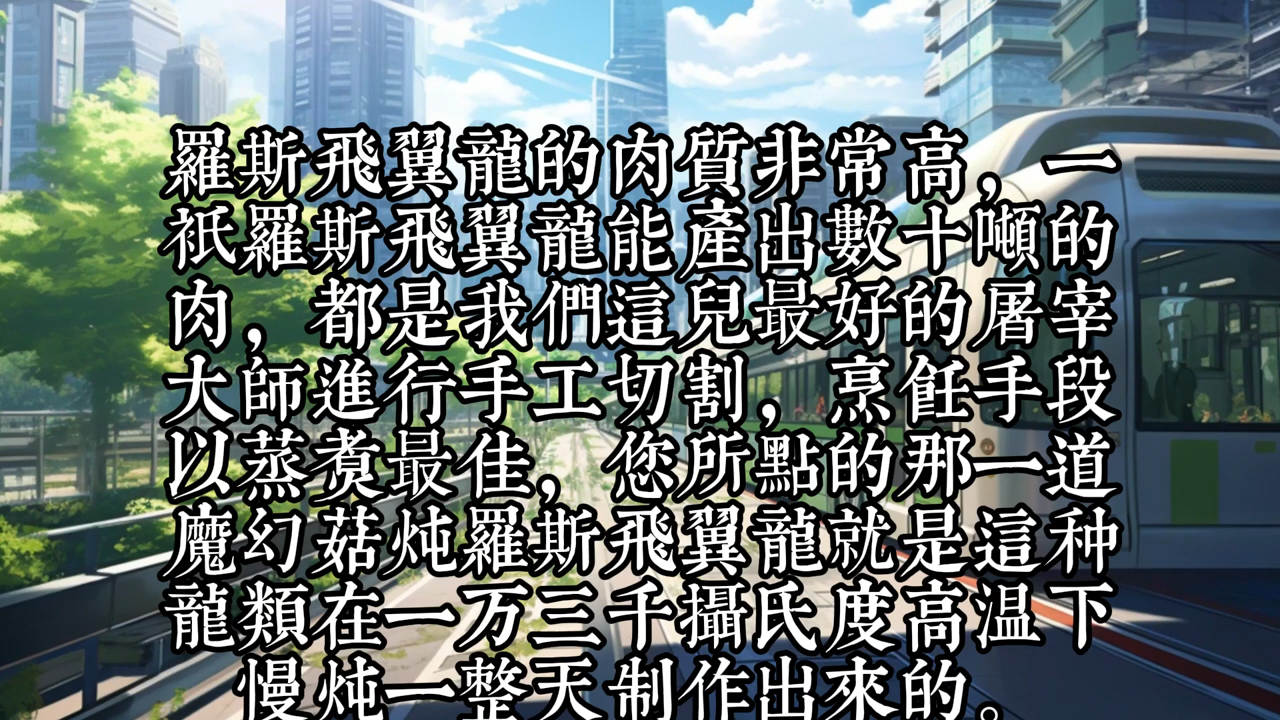 羅斯飛翼龍的肉質非常高，一
衹羅斯飛翼龍能產出數十噸的
肉，都是我們這兒最好的屠宰
大師進行手工切割，烹飪手段
以蒸煮最佳，您所點的那一道
魔幻菇炖羅斯飛翼龍就是這种
龍類在一万三千攝氏度高温下
慢炖一整天制作出來的。